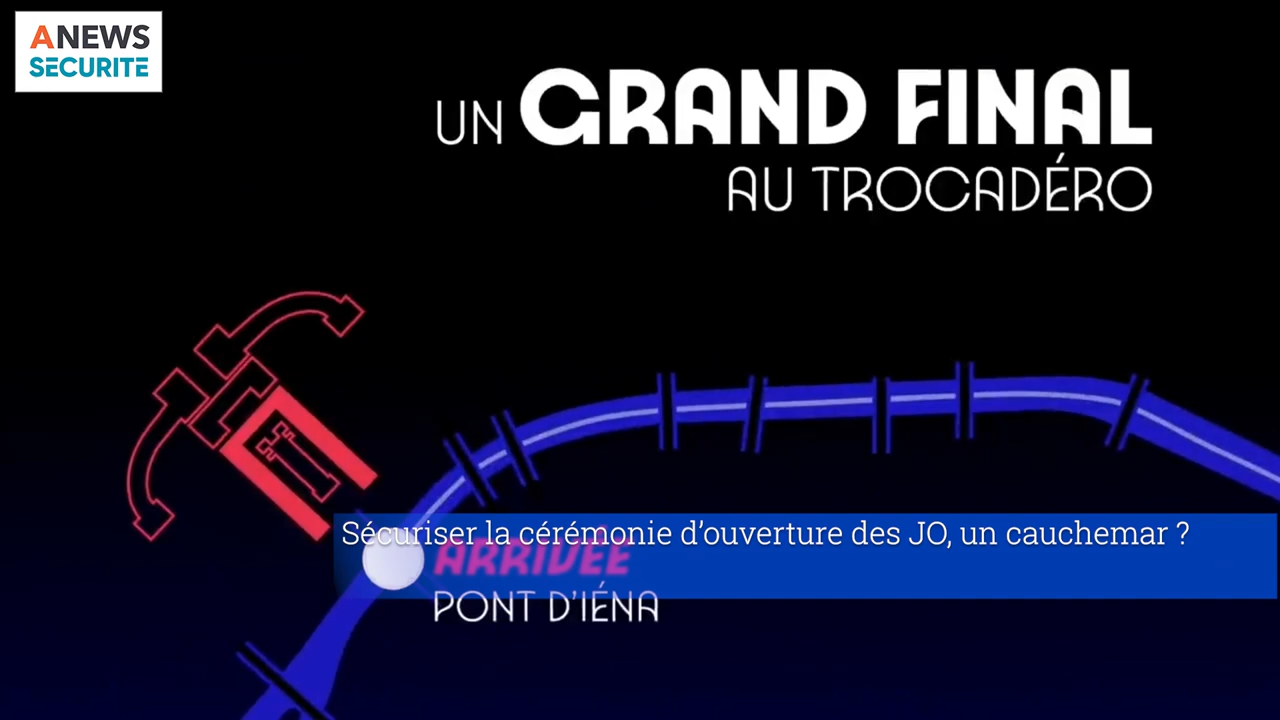 ANEWS
SECURITE
UN GRAND FINAL
AU TROCADÉRO
Sécuriser la cérémonie d’ouverture des JO, un cauchemar ?
ARRIVÉE
PONT D'IÉNA